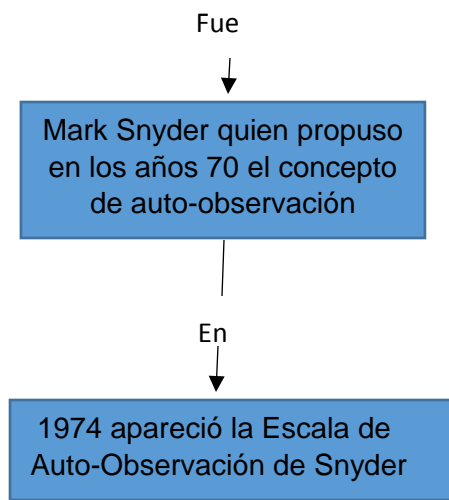 Fue
Mark Snyder quien propuso
en los años 70 el concepto
de auto-observación
En
1974 apareció la Escala de
Auto-Observación de Snyder